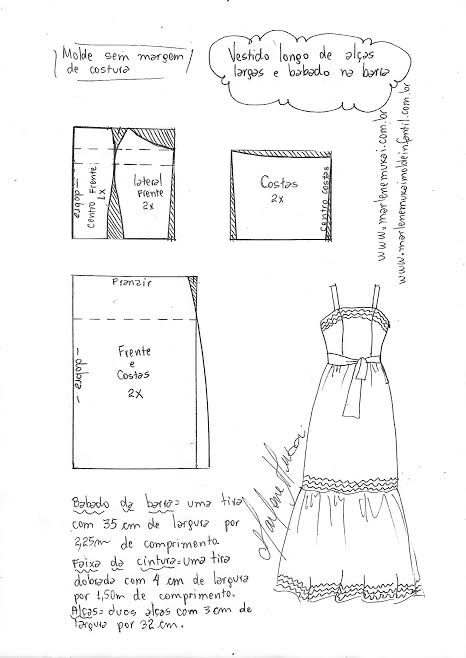 Molde sem margem
de costura
Vestido longo de alças
largas e babado na barra
www.marlenemukai.com.br
www.marlenemukaimoldeinfantil.com.br
dobra
Centro Frente
1x
lateral
Frente
2x
Costas
2x
Centro costas
Franzir
dobra
Frente
e
Costas
2X
Marlene Mukai
Babado da barra= uma tira
com 35 cm de largura por
2,25m de comprimento.
Faixa da cintura=uma tira
dobrada com 4 cm de largura
por 1,50m de comprimento.
Alças= duas alças com 3 cm de
largura por 32 cm.